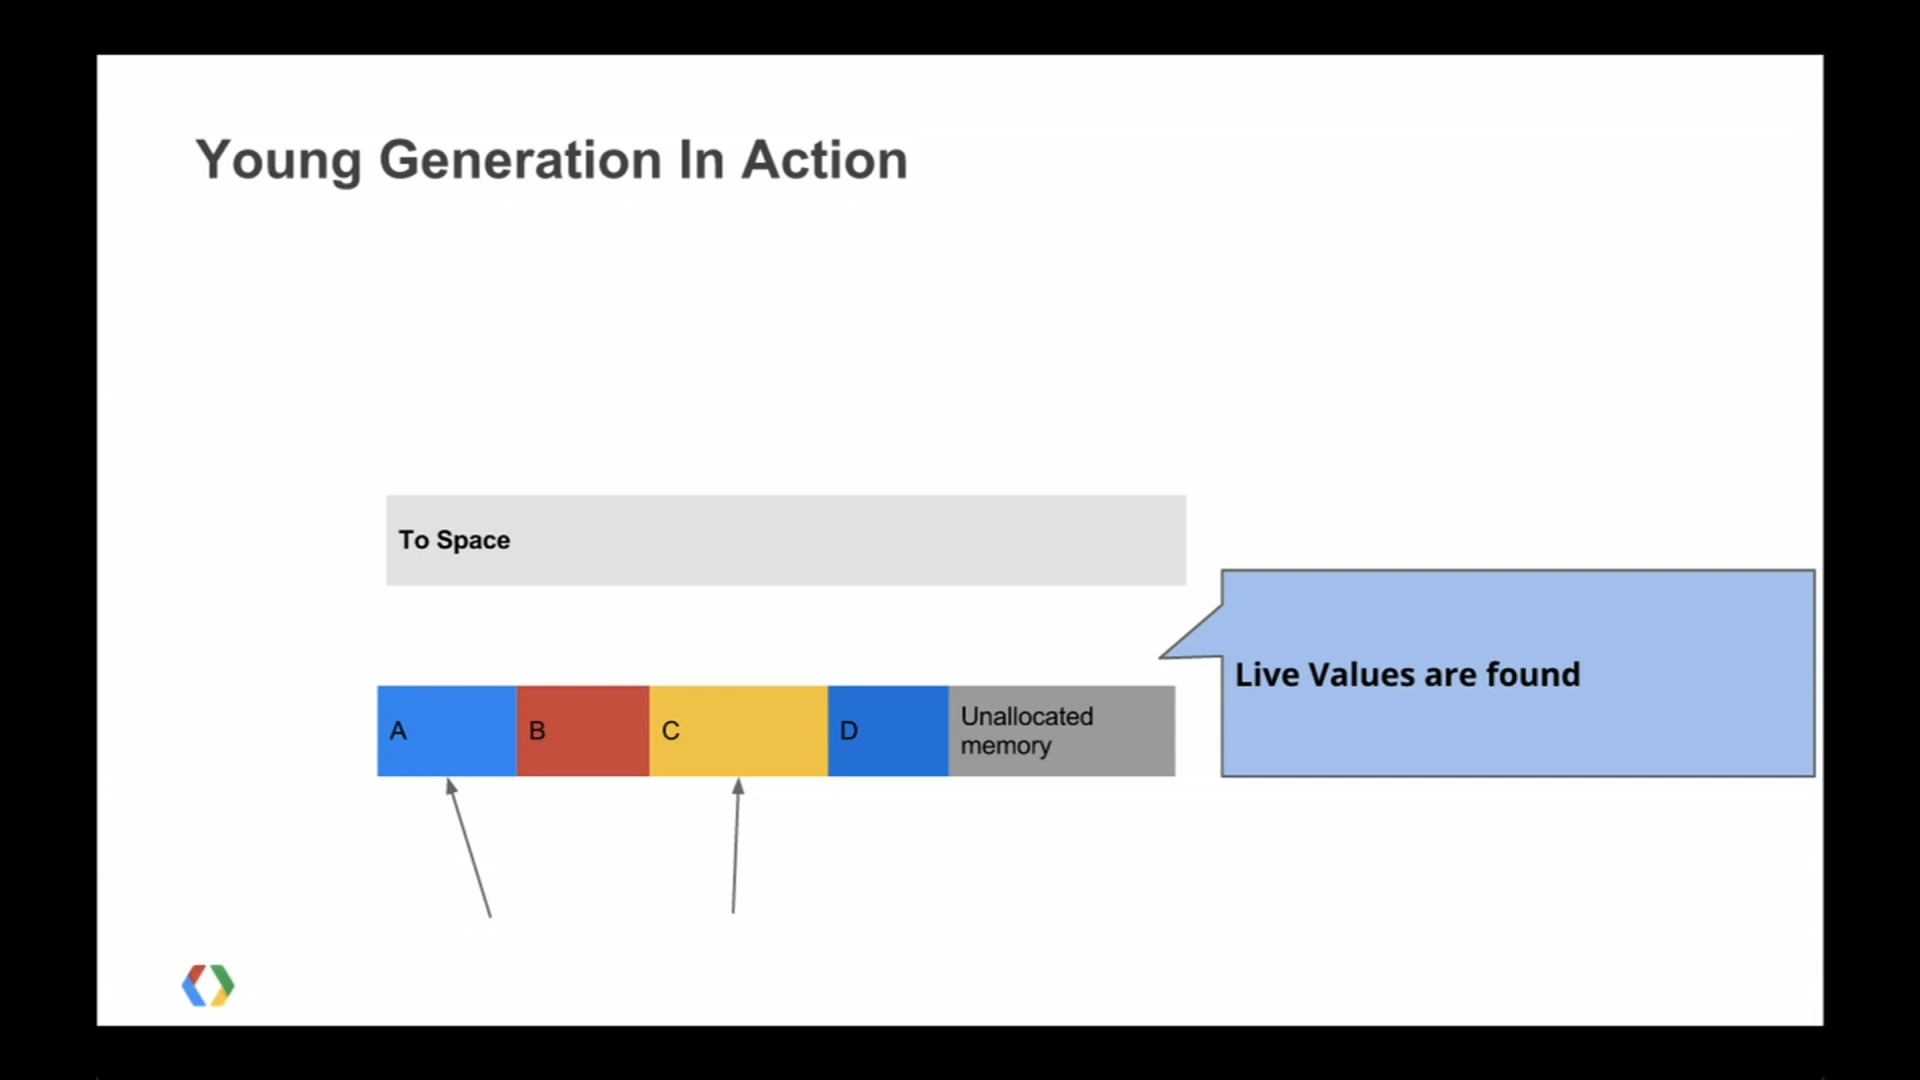 Young Generation In Action
To Space
Live Values are found
A
B
C
D
Unallocated
memory